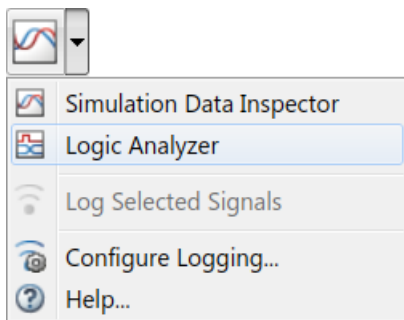 Simulation Data Inspector
Logic Analyzer
Log Selected Signals
Configure Logging...
Help...